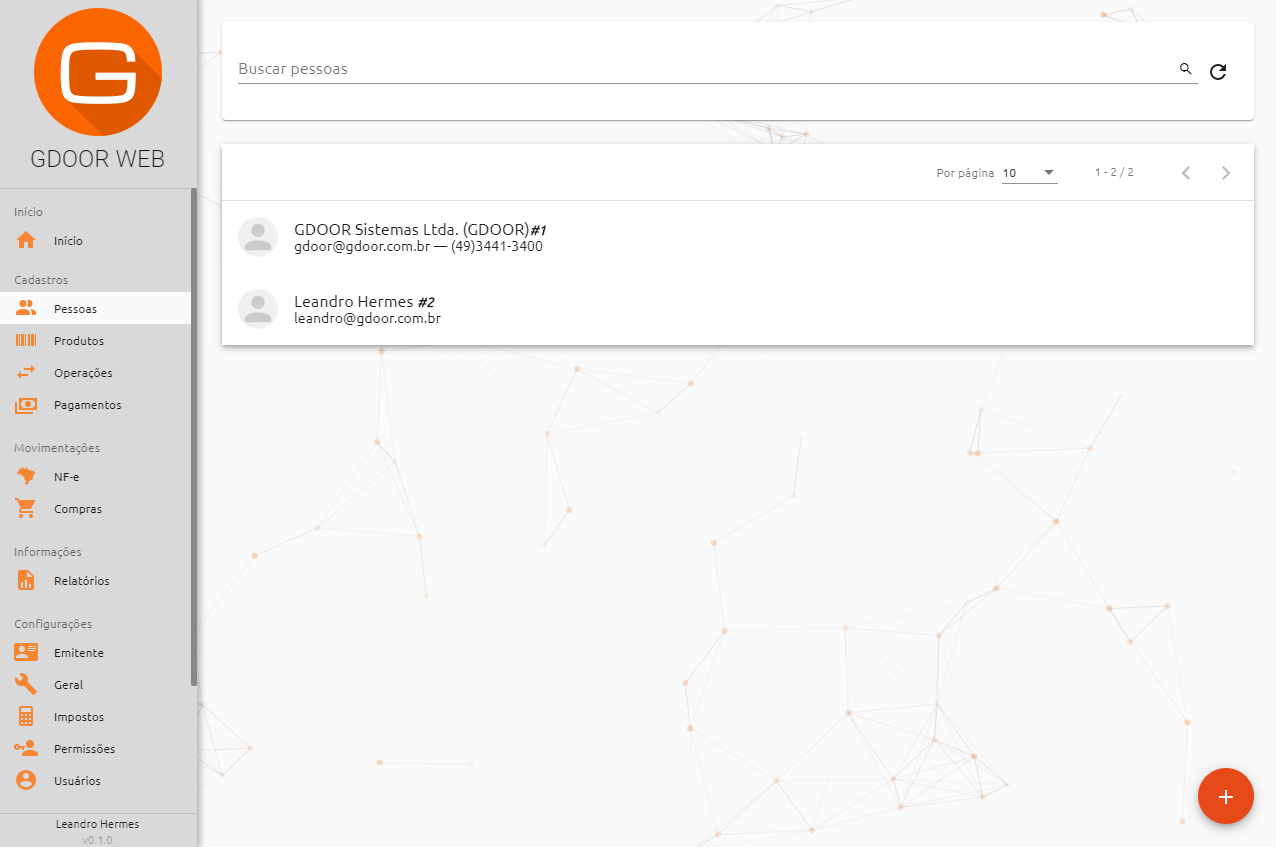 G
GDOOR WEB
Início
Início
Cadastros
Pessoas
Produtos
Operações
Pagamentos
Movimentações
NF-e
Compras
Informações
Relatórios
Configurações
Emitente
Geral
Impostos
Permissões
Usuários
Leandro Hermes
v0.1.0
Buscar pessoas
Por página 10 1 - 2 / 2
GDOOR Sistemas Ltda. (GDOOR)#1
gdoor@gdoor.com.br — (49)3441-3400
Leandro Hermes #2
leandro@gdoor.com.br